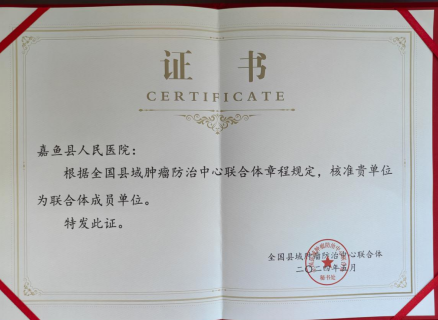 证 书
CERTIFICATE
嘉鱼县人民医院：
根据全国县域肿瘤防治中心联合体章程规定，核准贵单位
为联合体成员单位。
特发此证。
全国县域肿瘤防治中心联合体
二〇二四年五月
秘书处